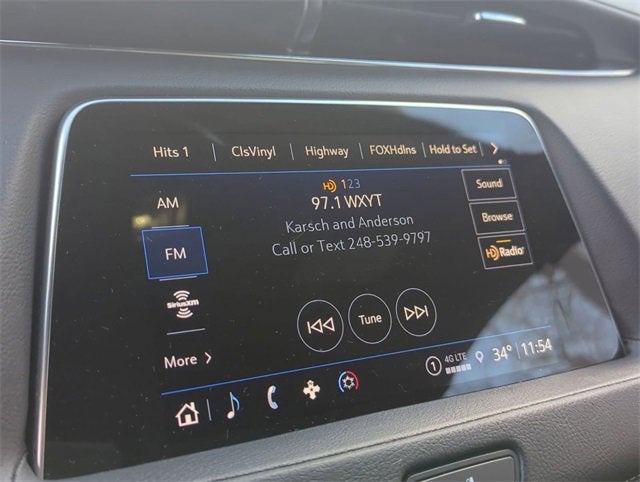 Hits 1 ClsVinyl Highway FOXHdlns Hold to Set
HD 123
AM
97.1 WXYT
Sound
Karsch and Anderson
Browse
Call or Text 248-539-9797
FM
HD Radio
SiriusXM
Tune
More
1 4G LTE 34° 11:54